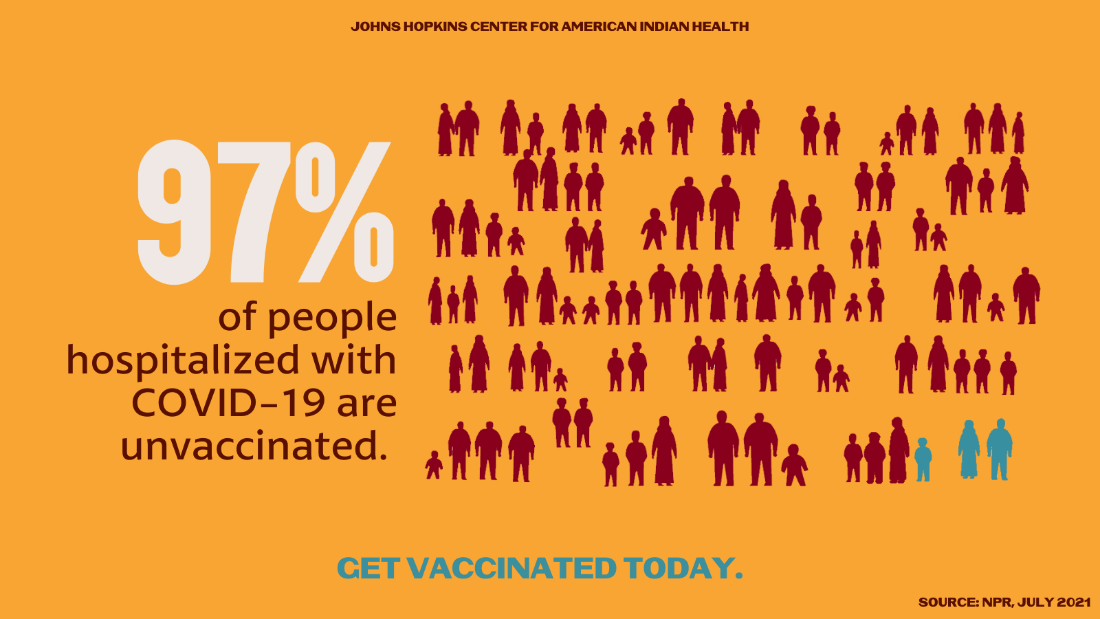 JOHNS HOPKINS CENTER FOR AMERICAN INDIAN HEALTH
97%
of people
hospitalized with
COVID-19 are
unvaccinated.
GET VACCINATED TODAY.
SOURCE: NPR, JULY 2021